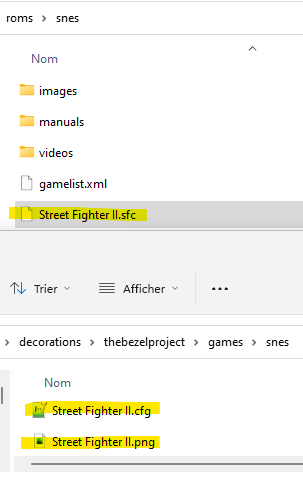 roms > snes
Nom
images
manuals
videos
gamelist.xml
Street Fighter II.sfc
Trier Afficher ...
> decorations > thebezelproject > games > snes
Nom
Street Fighter II.cfg
Street Fighter II.png